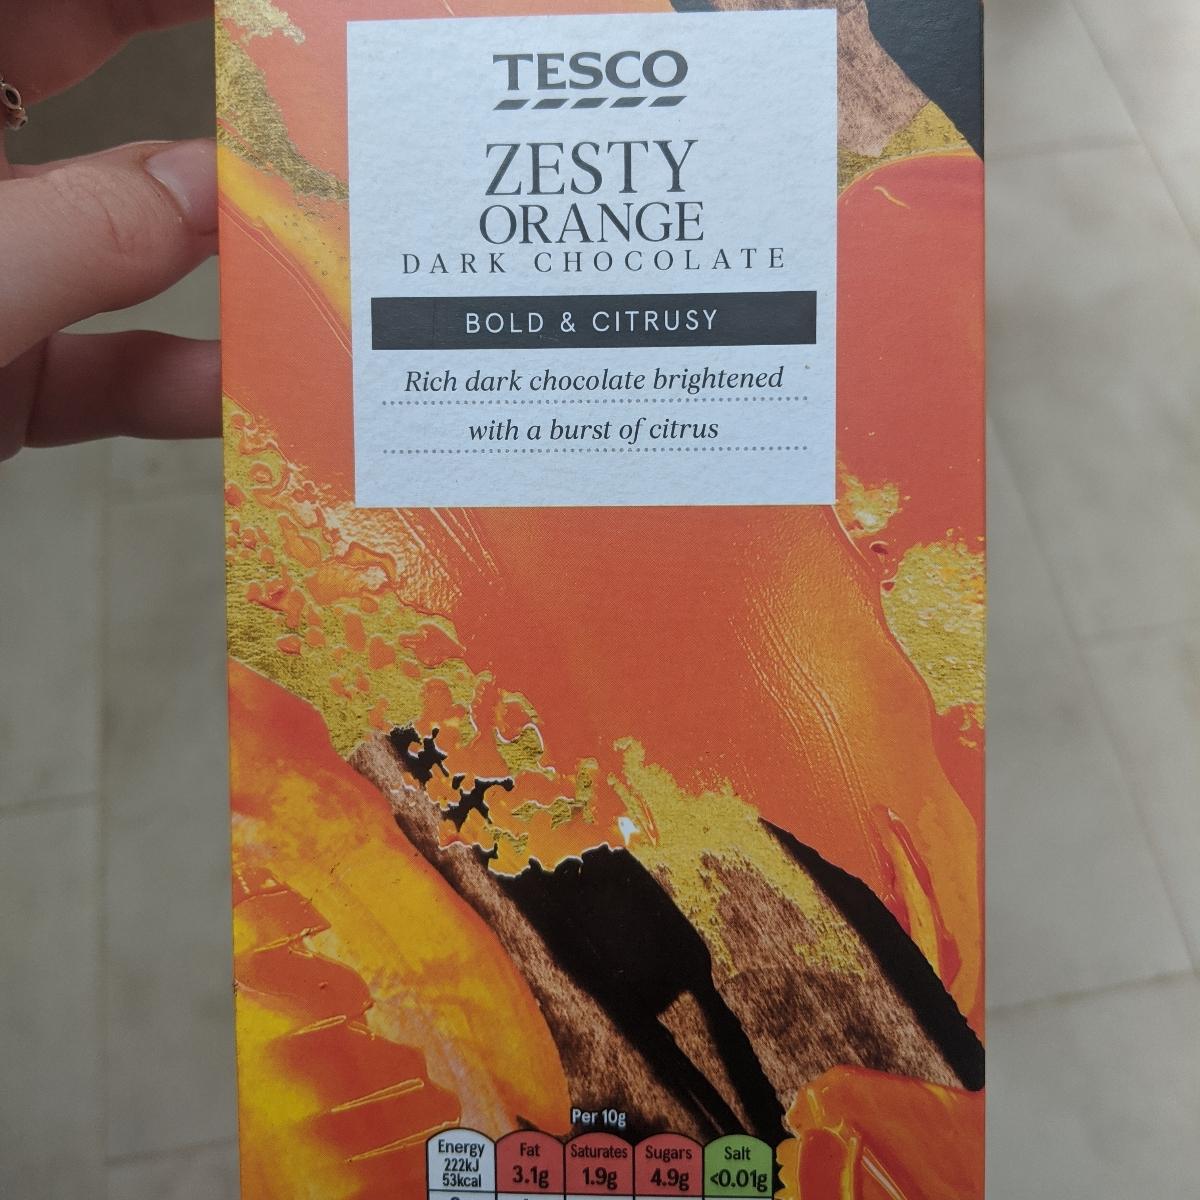 TESCO
ZESTY
ORANGE
DARK CHOCOLATE
BOLD & CITRUSY
Rich dark chocolate brightened
with a burst of citrus
Per 10g
Energy Fat Saturates Sugars Salt
222kJ
53kcal 3.1g 1.9g 4.9g <0.01g